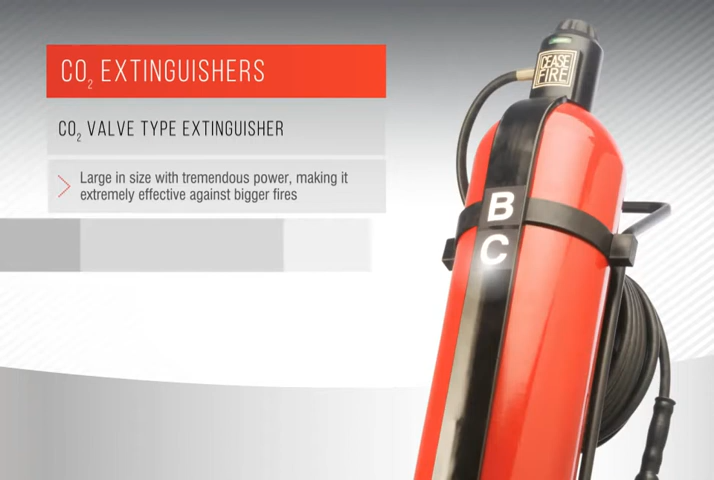 CO₂ EXTINGUISHERS
CO₂ VALVE TYPE EXTINGUISHER
Large in size with tremendous power, making it
extremely effective against bigger fires
CEASE
FIRE
B
C